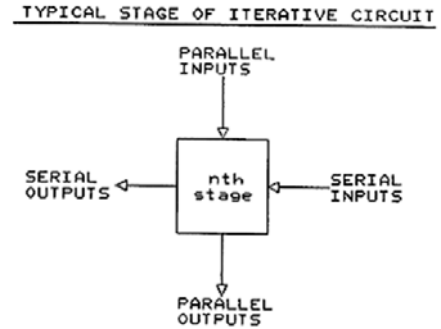 TYPICAL STAGE OF ITERATIVE CIRCUIT
PARALLEL
INPUTS
SERIAL
OUTPUTS
nth
stage
SERIAL
INPUTS
PARALLEL
OUTPUTS